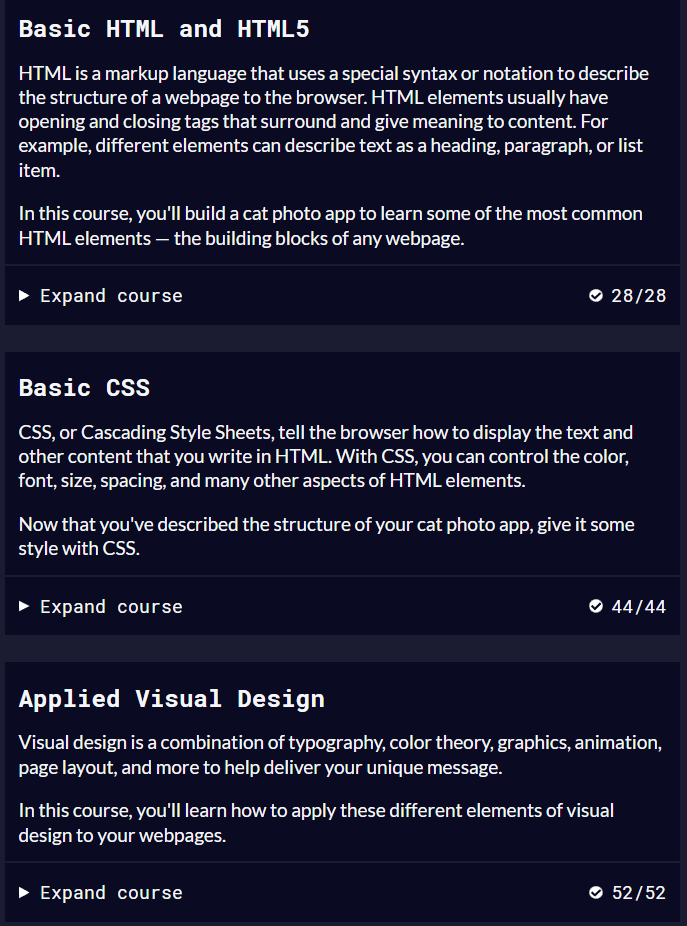 Basic HTML and HTML5
HTML is a markup language that uses a special syntax or notation to describe
the structure of a webpage to the browser. HTML elements usually have
opening and closing tags that surround and give meaning to content. For
example, different elements can describe text as a heading, paragraph, or list
item.
In this course, you'll build a cat photo app to learn some of the most common
HTML elements — the building blocks of any webpage.
Expand course 28/28
Basic CSS
CSS, or Cascading Style Sheets, tell the browser how to display the text and
other content that you write in HTML. With CSS, you can control the color,
font, size, spacing, and many other aspects of HTML elements.
Now that you've described the structure of your cat photo app, give it some
style with CSS.
Expand course 44/44
Applied Visual Design
Visual design is a combination of typography, color theory, graphics, animation,
page layout, and more to help deliver your unique message.
In this course, you'll learn how to apply these different elements of visual
design to your webpages.
Expand course 52/52